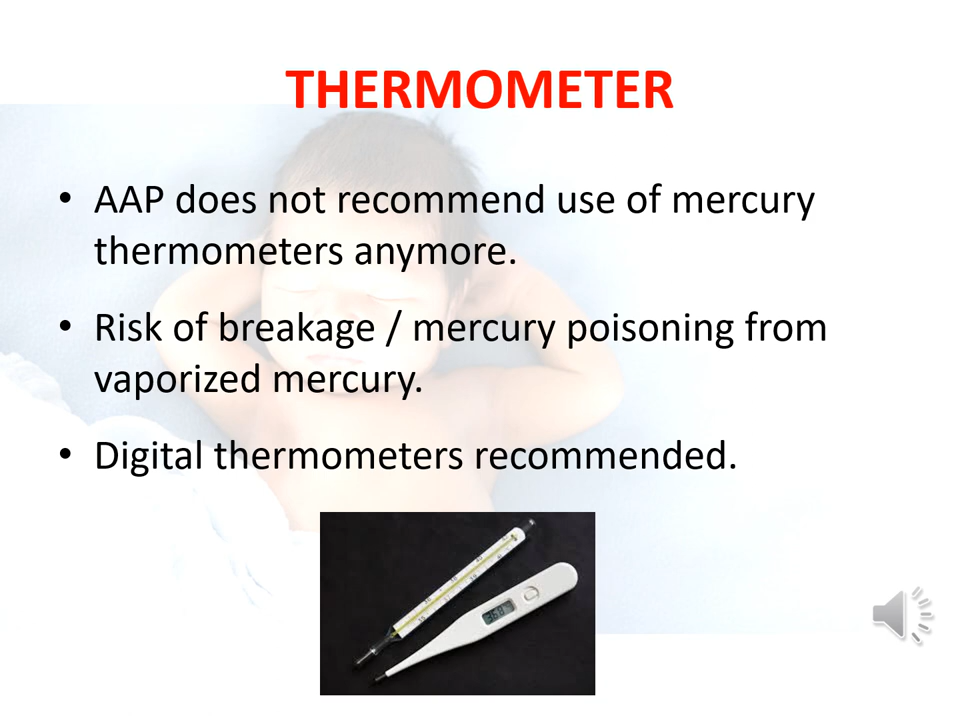 THERMOMETER
• AAP does not recommend use of mercury
thermometers anymore.
• Risk of breakage / mercury poisoning from
vaporized mercury.
• Digital thermometers recommended.